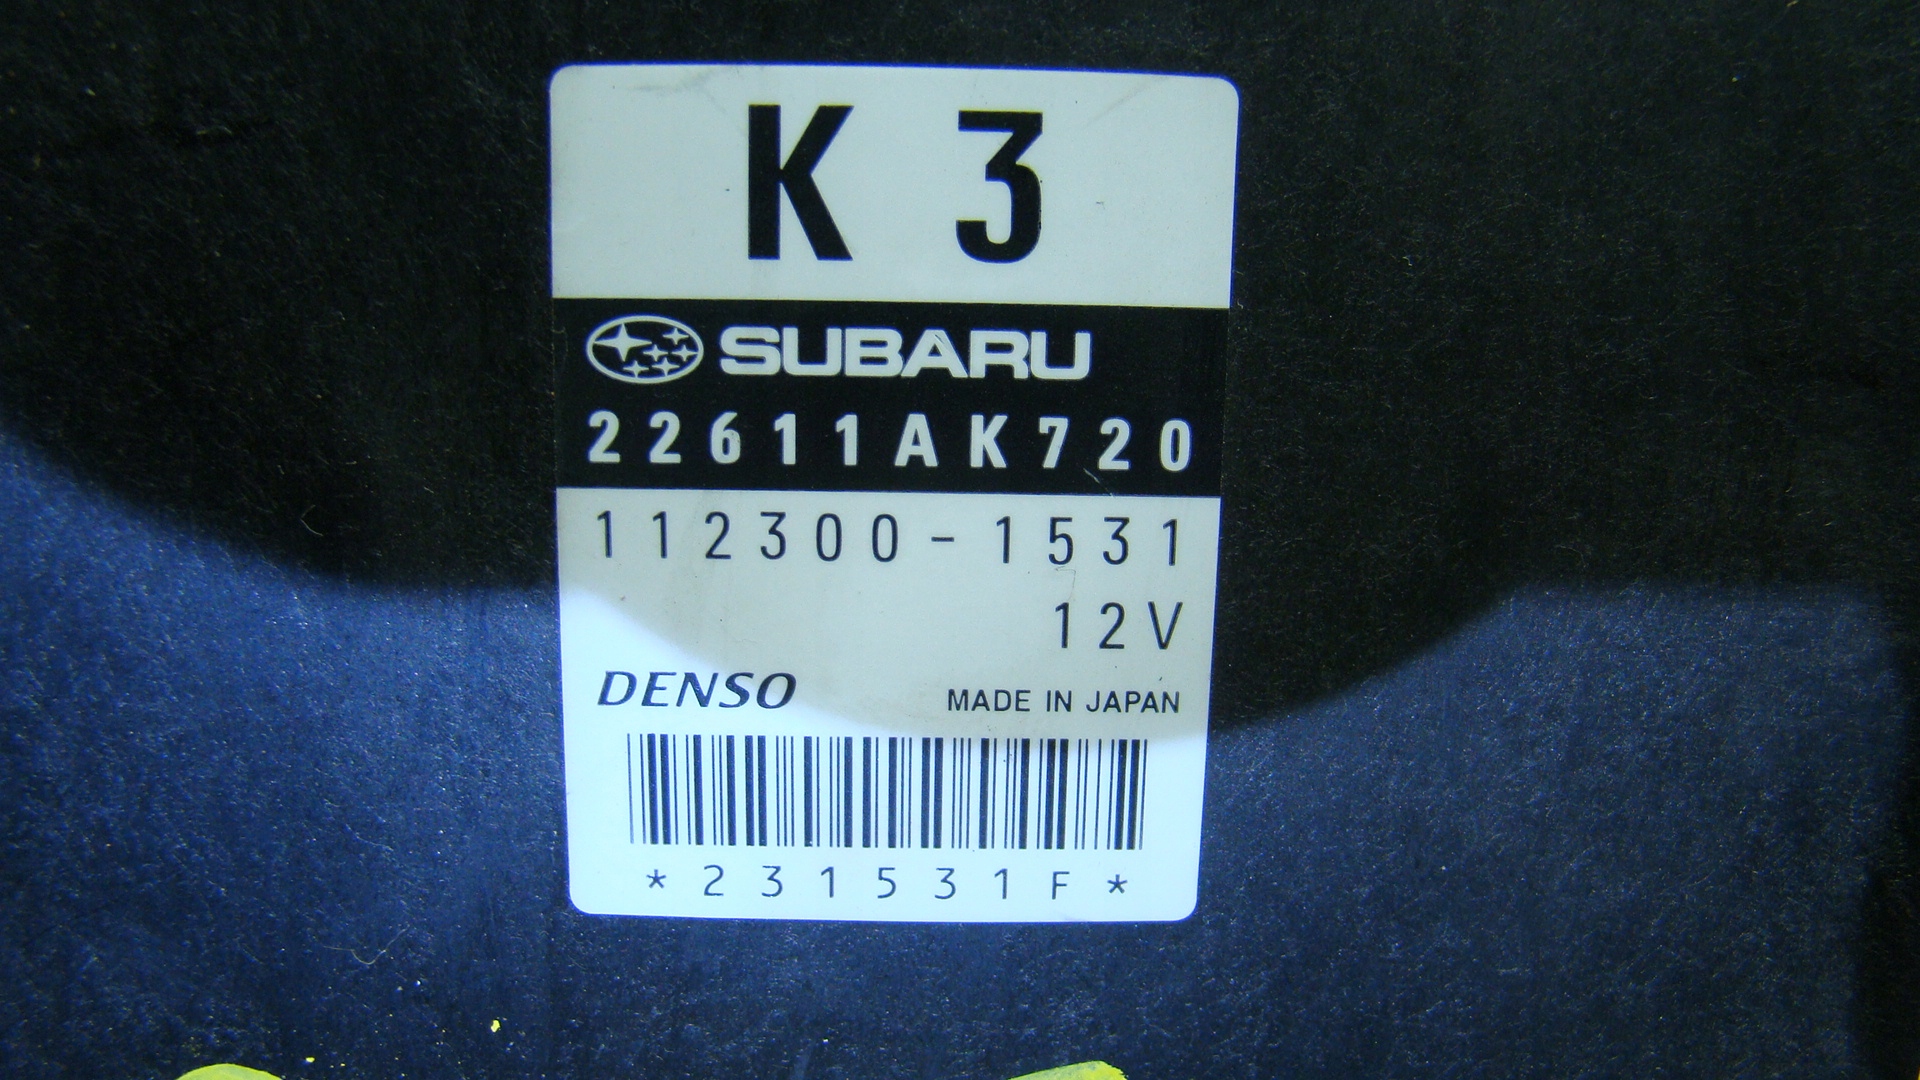 K 3
SUBARU
22611AK720
112300-1531
12V
DENSO MADE IN JAPAN
*231531F*